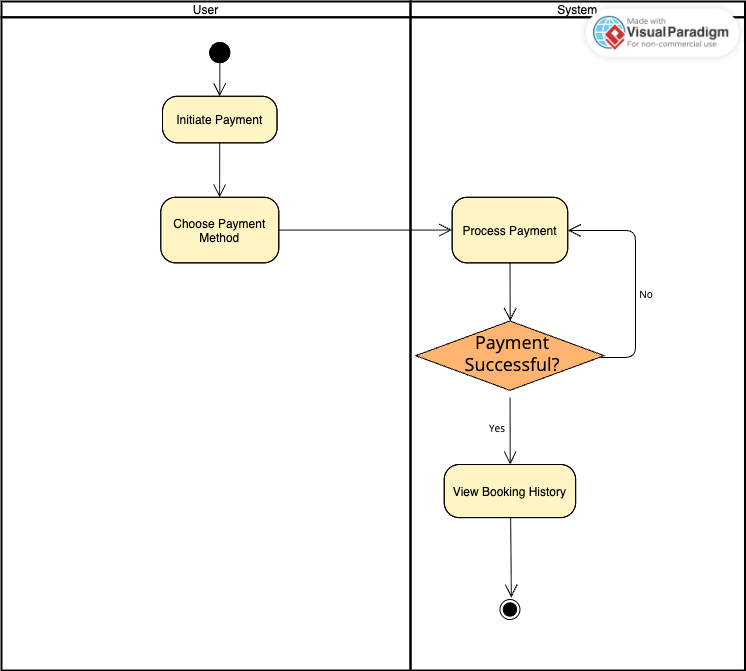 User
System
Made with
Visual Paradigm
For non-commercial use
Initiate Payment
Choose Payment
Method
Process Payment
No
Payment
Successful?
Yes
View Booking History